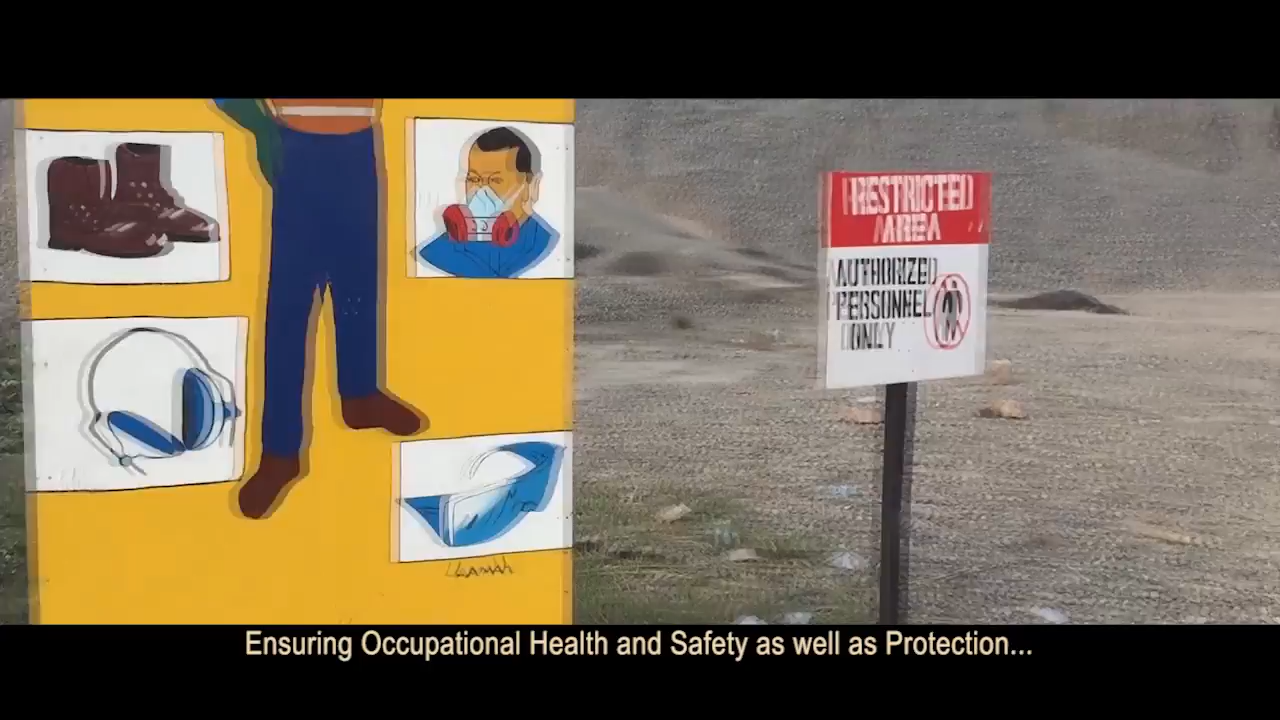 RESTRICTED
AREA
AUTHORIZED
PERSONNEL
ONLY
Ensuring Occupational Health and Safety as well as Protection...